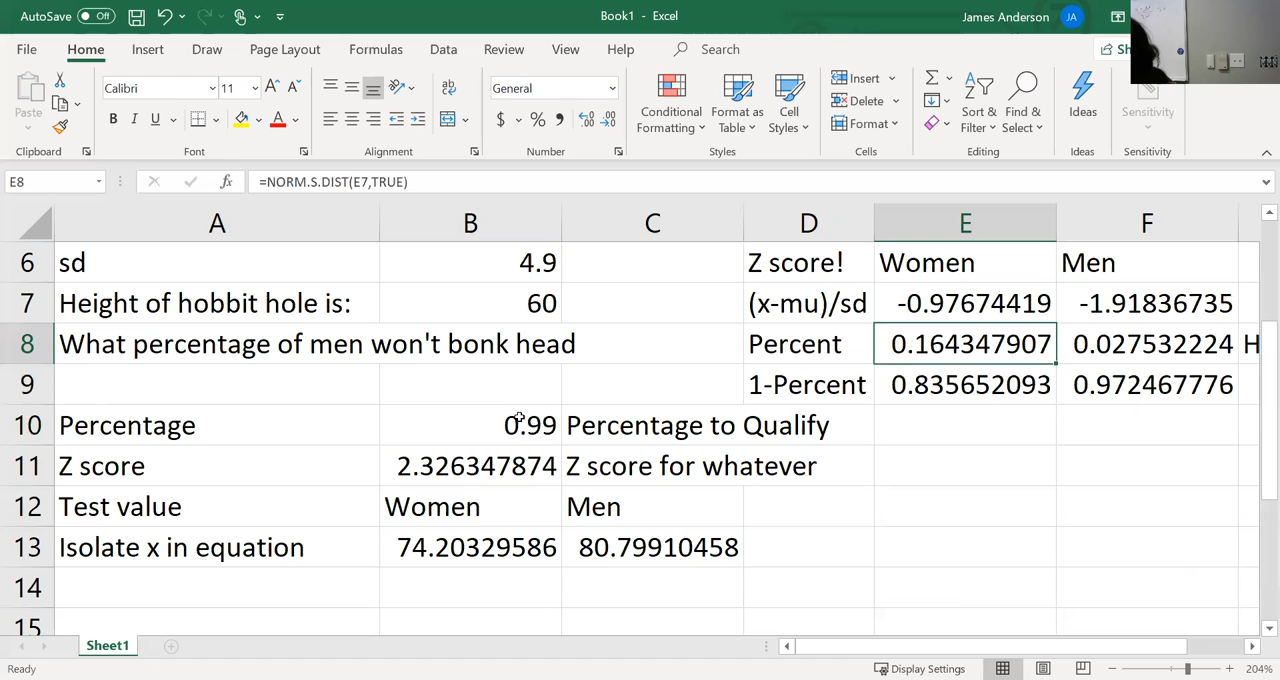 AutoSave Off Book1 - Excel James Anderson JA
File Home Insert Draw Page Layout Formulas Data Review View Help Search Sh
Paste Calibri 11 A A General Conditional Formatting Format as Table Cell Styles Insert Delete Format Sort & Filter Find & Select Ideas Sensitivity
B I U A $ % 9
Clipboard Font Alignment Number Styles Cells Editing Ideas Sensitivity
E8 fx =NORM.S.DIST(E7,TRUE)
A B C D E F
6 sd 4.9 Z score! Women Men
7 Height of hobbit hole is: 60 (x-mu)/sd -0.97674419 -1.91836735
8 What percentage of men won't bonk head Percent 0.164347907 0.027532224 H
9 1-Percent 0.835652093 0.972467776
10 Percentage 0.99 Percentage to Qualify
11 Z score 2.326347874 Z score for whatever
12 Test value Women Men
13 Isolate x in equation 74.20329586 80.79910458
14
15
Sheet1
Ready Display Settings 204%